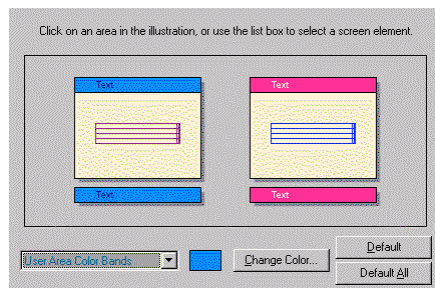 Click on an area in the illustration, or use the list box to select a screen element.
Text Text
Text Text
User Area Color Bands
Change Color...
Default
Default All